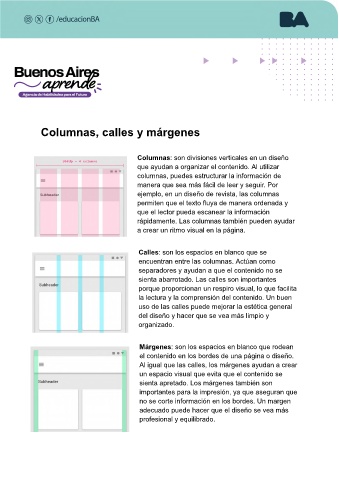 /educacionBA
BA
Buenos Aires
aprende
Agencia de Habilidades para el Futuro
Columnas, calles y márgenes
Columnas: son divisiones verticales en un diseño
que ayudan a organizar el contenido. Al utilizar
columnas, puedes estructurar la información de
manera que sea más fácil de leer y seguir. Por
ejemplo, en un diseño de revista, las columnas
permiten que el texto fluya de manera ordenada y
que el lector pueda escanear la información
rápidamente. Las columnas también pueden ayudar
a crear un ritmo visual en la página.
Subheader
Calles: son los espacios en blanco que se
encuentran entre las columnas. Actúan como
separadores y ayudan a que el contenido no se
sienta abarrotado. Las calles son importantes
porque proporcionan un respiro visual, lo que facilita
la lectura y la comprensión del contenido. Un buen
uso de las calles puede mejorar la estética general
del diseño y hacer que se vea más limpio y
organizado.
Subheader
Márgenes: son los espacios en blanco que rodean
el contenido en los bordes de una página o diseño.
Al igual que las calles, los márgenes ayudan a crear
un espacio visual que evita que el contenido se
sienta apretado. Los márgenes también son
importantes para la impresión, ya que aseguran que
no se corte información en los bordes. Un margen
adecuado puede hacer que el diseño se vea más
profesional y equilibrado.
Subheader